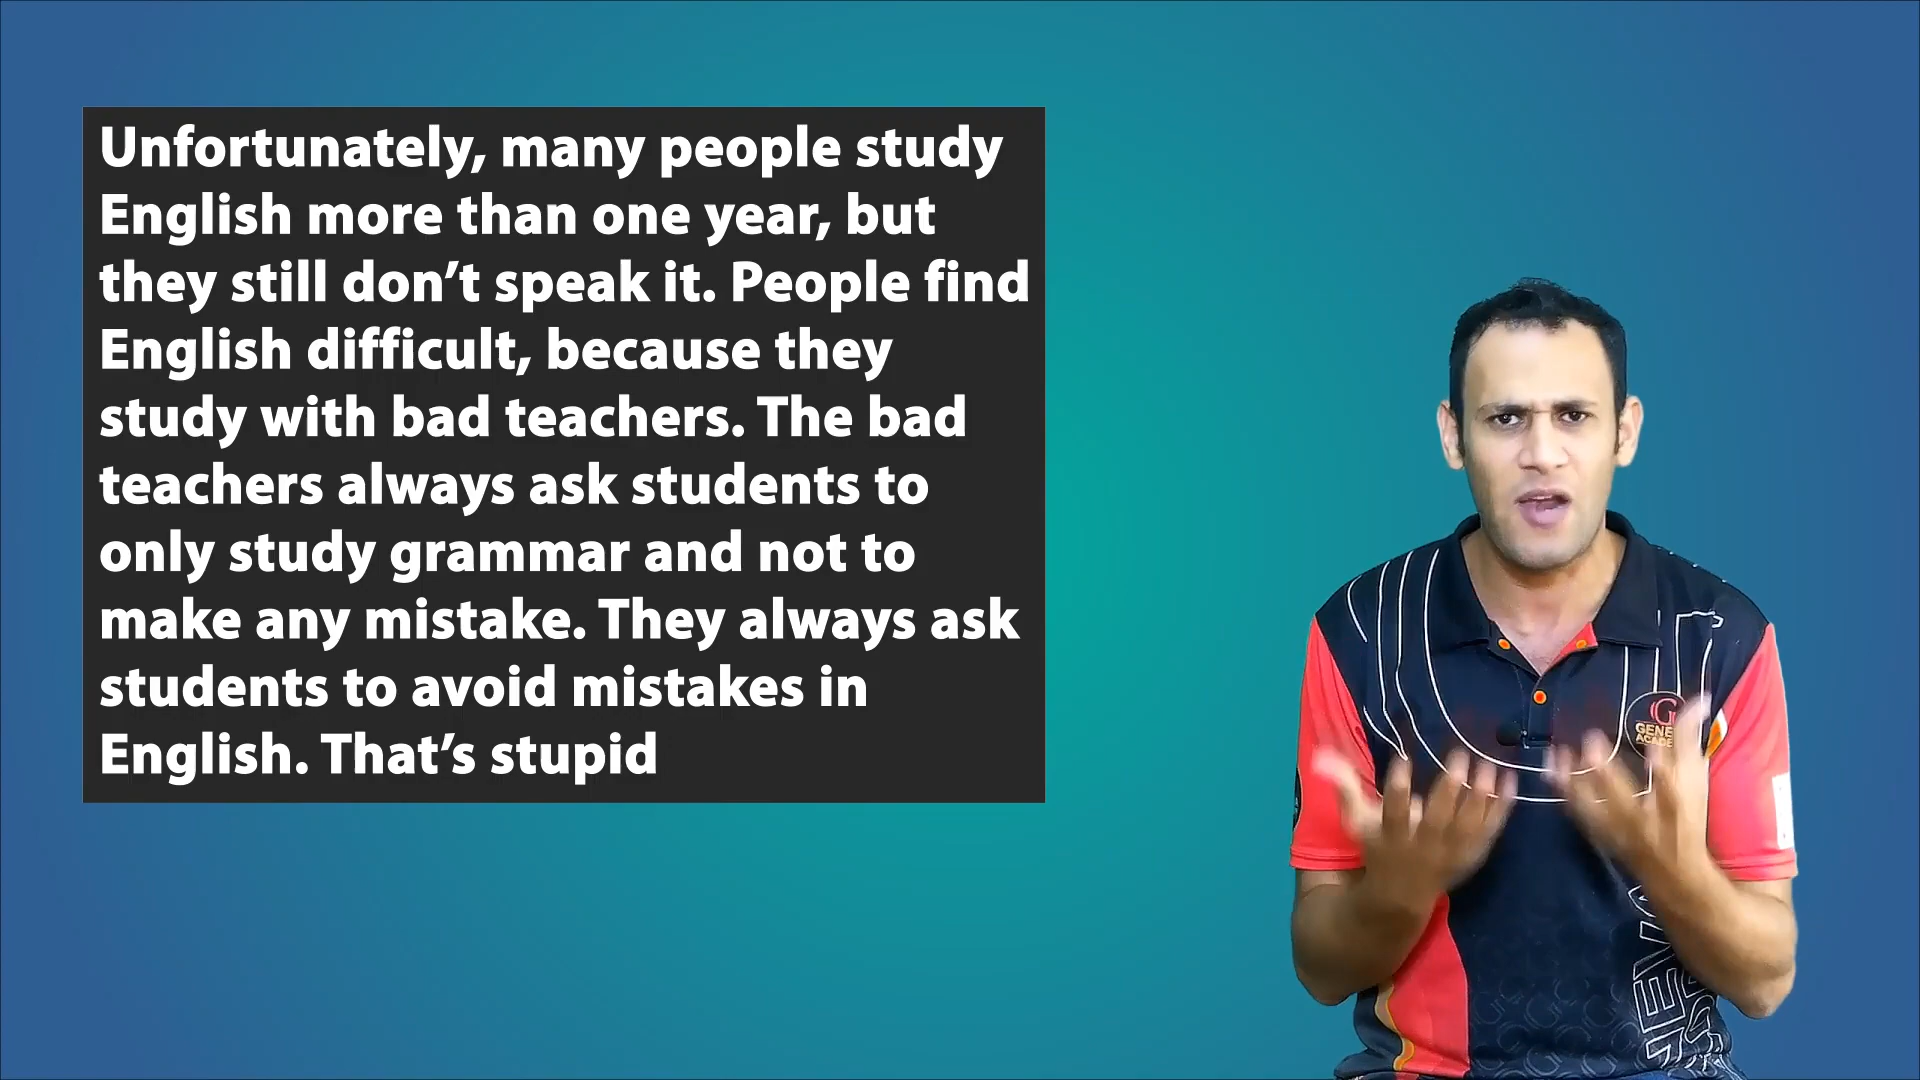 Unfortunately, many people study
English more than one year, but
they still don’t speak it. People find
English difficult, because they
study with bad teachers. The bad
teachers always ask students to
only study grammar and not to
make any mistake. They always ask
students to avoid mistakes in
English. That’s stupid
G